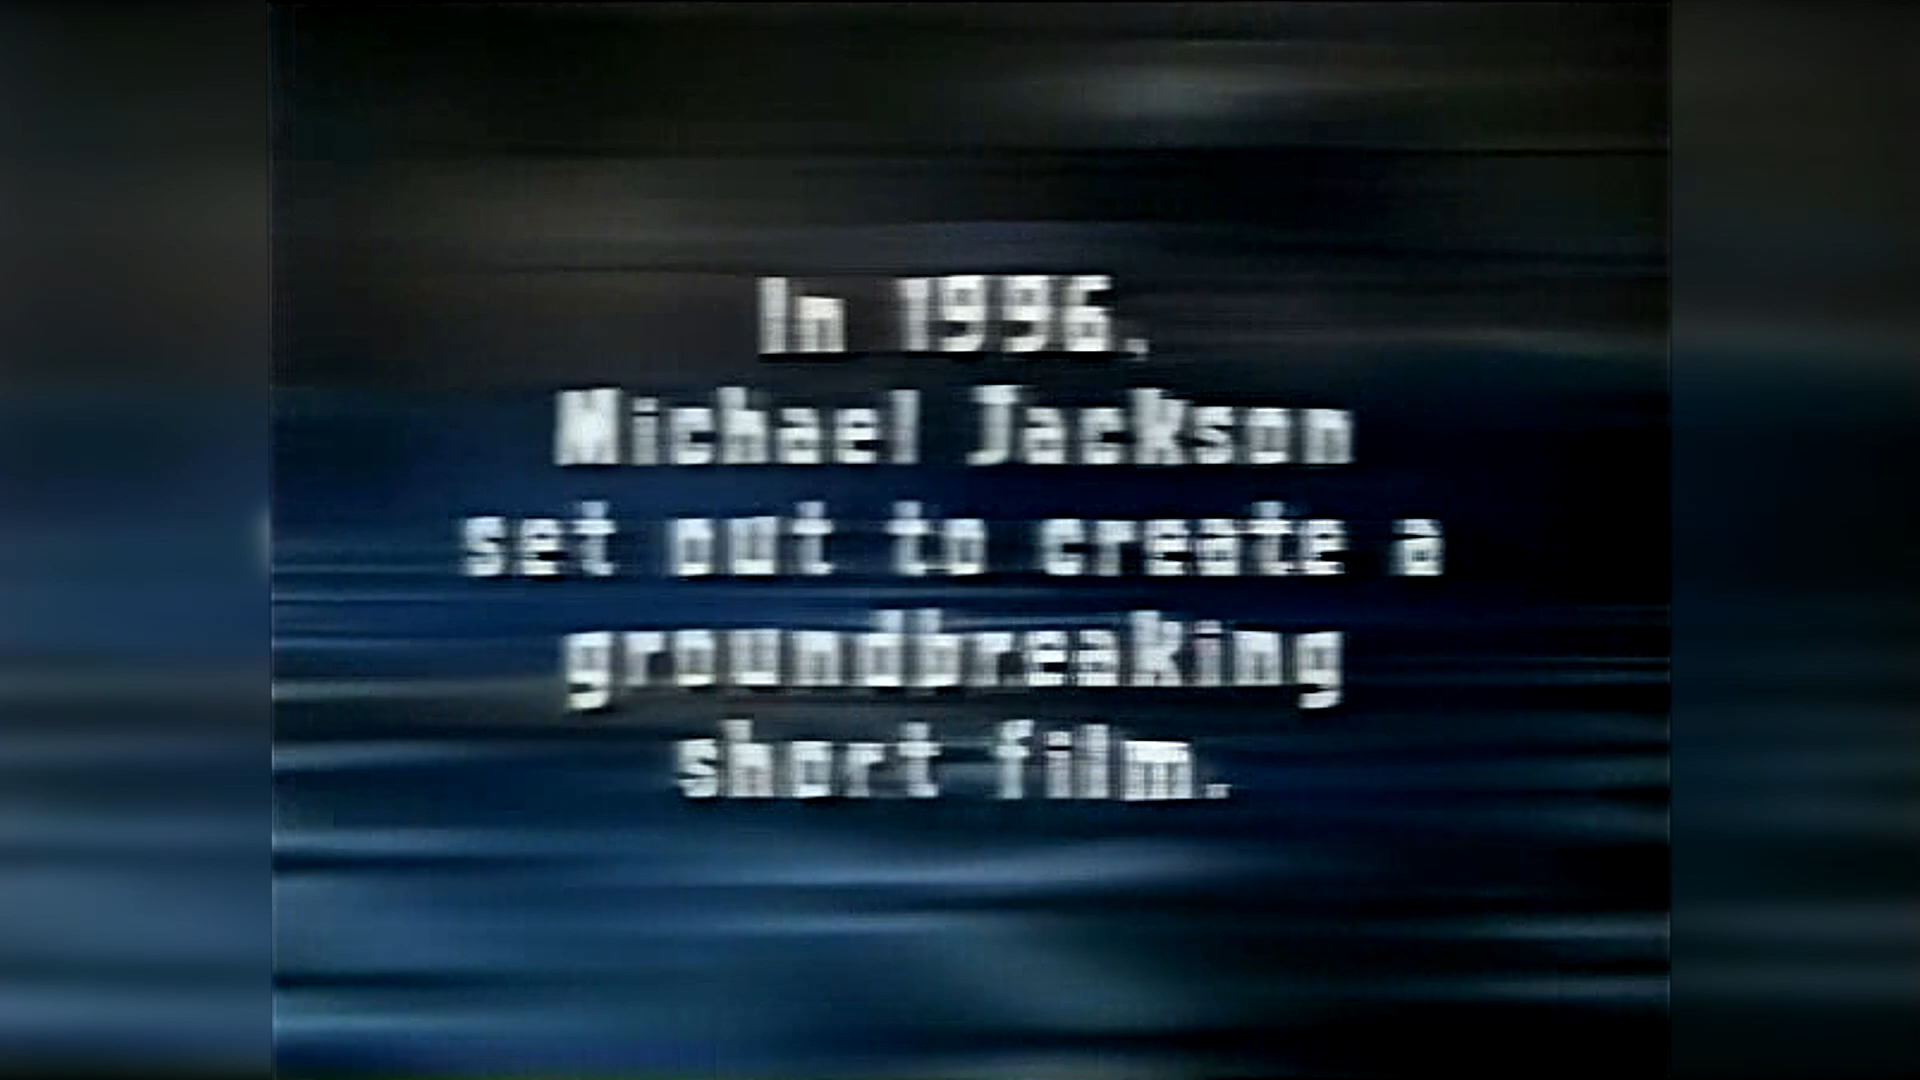 In 1996,
Michael Jackson
set out to create a
groundbreaking
short film.